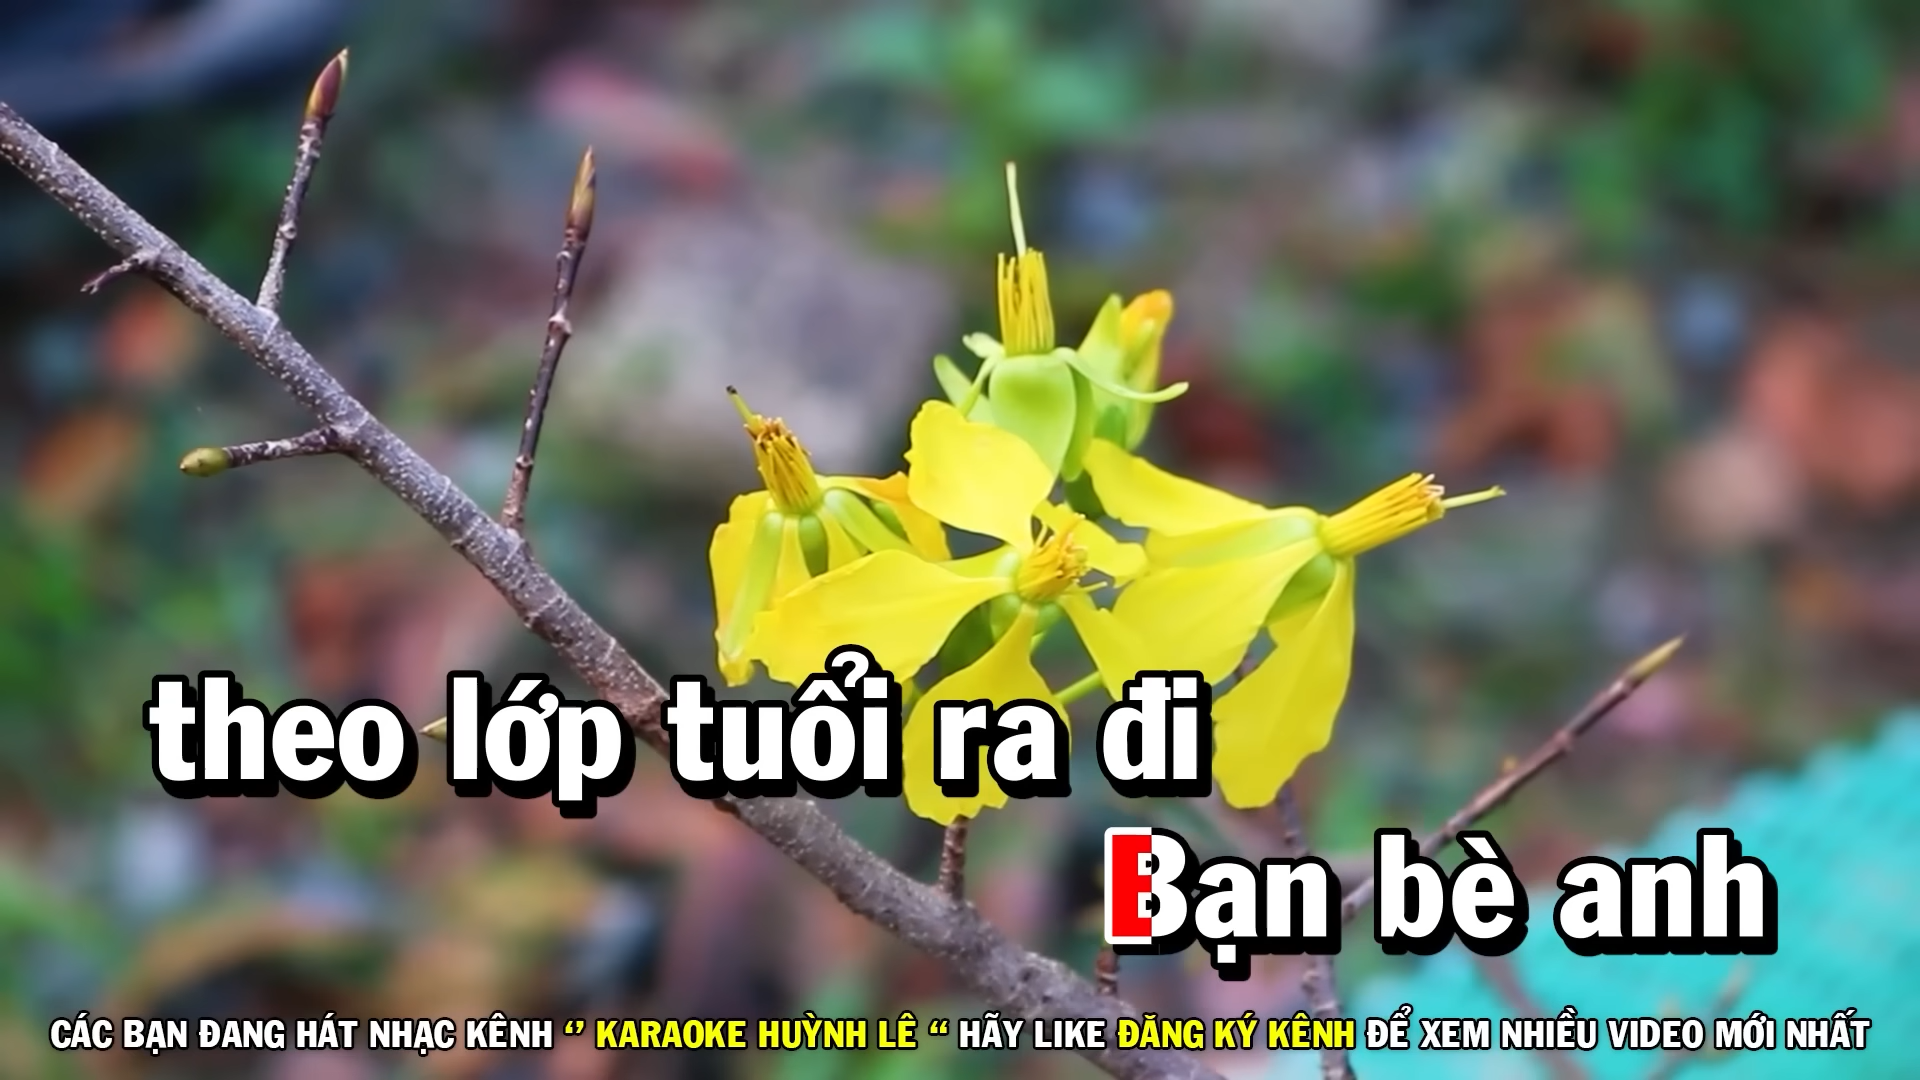 theo lớp tuổi ra đi
Bạn bè anh
CÁC BẠN ĐANG HÁT NHẠC KÊNH ‘’ KARAOKE HUỲNH LÊ “ HÃY LIKE ĐĂNG KÝ KÊNH ĐỂ XEM NHIỀU VIDEO MỚI NHẤT